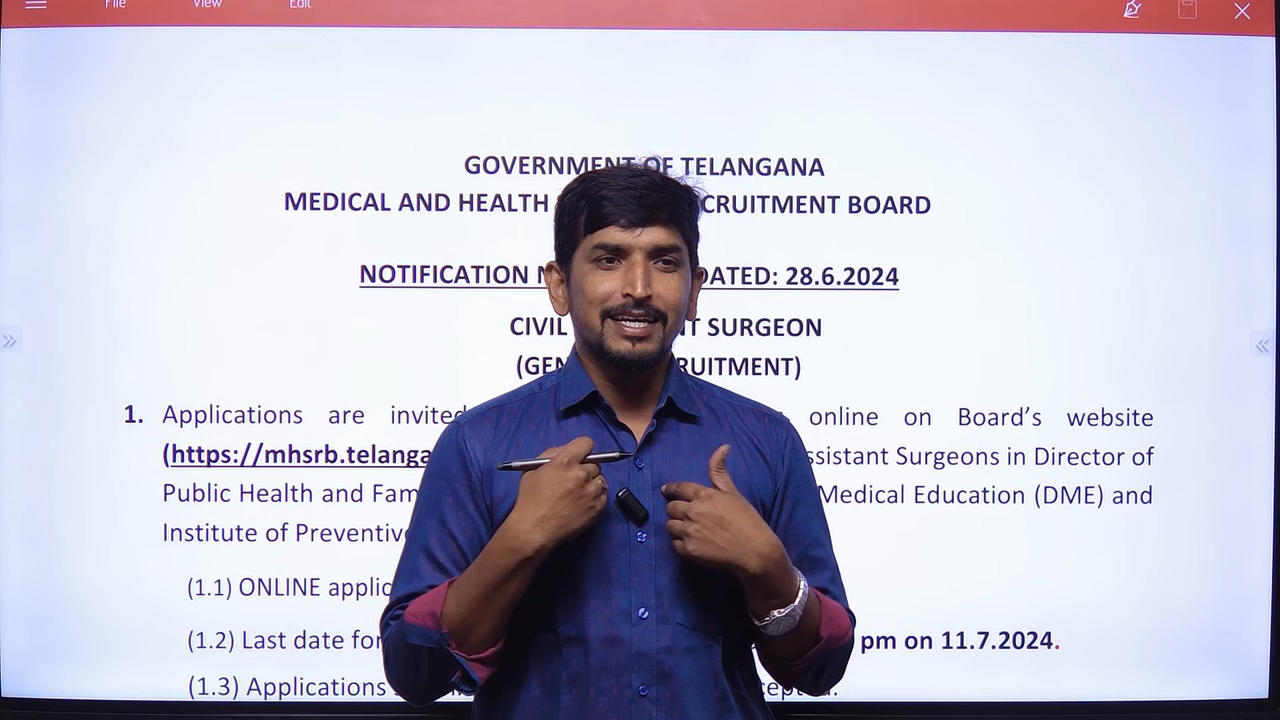 File View Edit
GOVERNMENT OF TELANGANA
MEDICAL AND HEALTH CRUITMENT BOARD
NOTIFICATION N DATED: 28.6.2024
CIVIL NT SURGEON
(GEN RUITMENT)
1. Applications are invited online on Board's website
(https://mhsrb.telanga ssistant Surgeons in Director of
Public Health and Fam Medical Education (DME) and
Institute of Preventive
(1.1) ONLINE applic
(1.2) Last date for pm on 11.7.2024.
(1.3) Applications